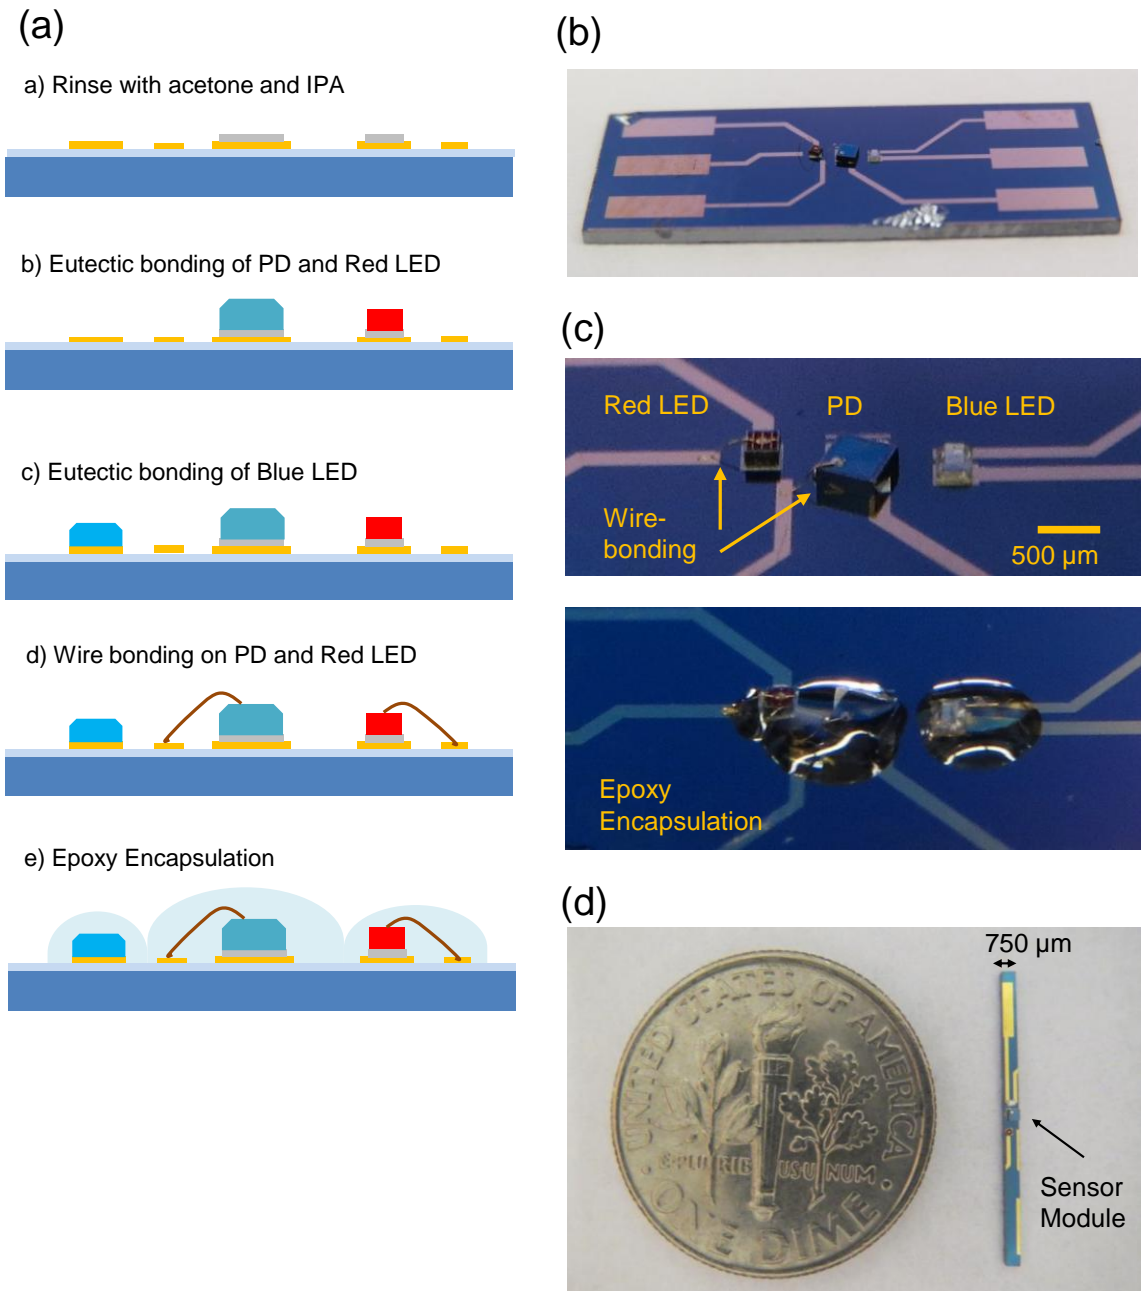 (a)
a) Rinse with acetone and IPA
b) Eutectic bonding of PD and Red LED
c) Eutectic bonding of Blue LED
d) Wire bonding on PD and Red LED
e) Epoxy Encapsulation
(b)
(c)
Red LED
PD
Blue LED
Wire-
bonding
500 µm
Epoxy
Encapsulation
(d)
750 µm
UNITED STATES OF AMERICA
E PLURIBUS UNUM
ONE DIME
Sensor
Module